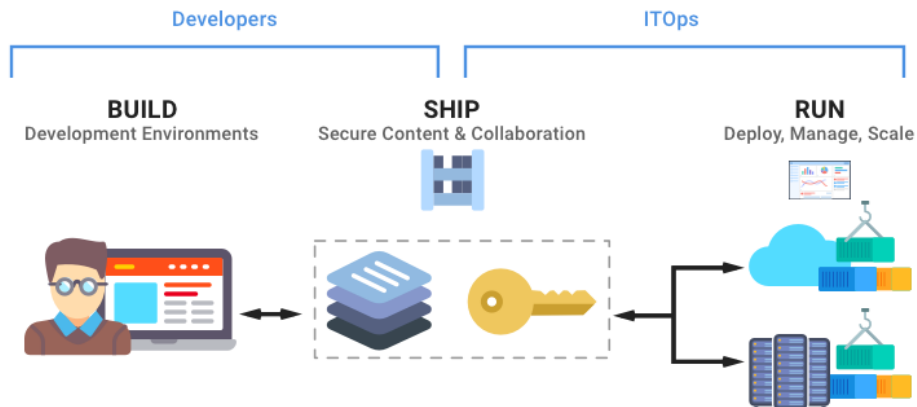 Developers
ITOps
BUILD
Development Environments
SHIP
Secure Content & Collaboration
RUN
Deploy, Manage, Scale